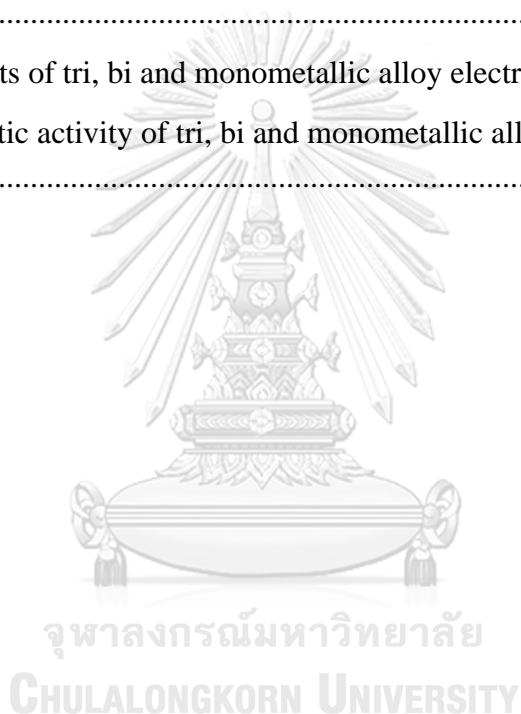 ....................................................................................
ts of tri, bi and monometallic alloy electr
tic activity of tri, bi and monometallic all
....................................................................................
จุฬาลงกรณ์มหาวิทยาลัย
CHULALONGKORN UNIVERSITY